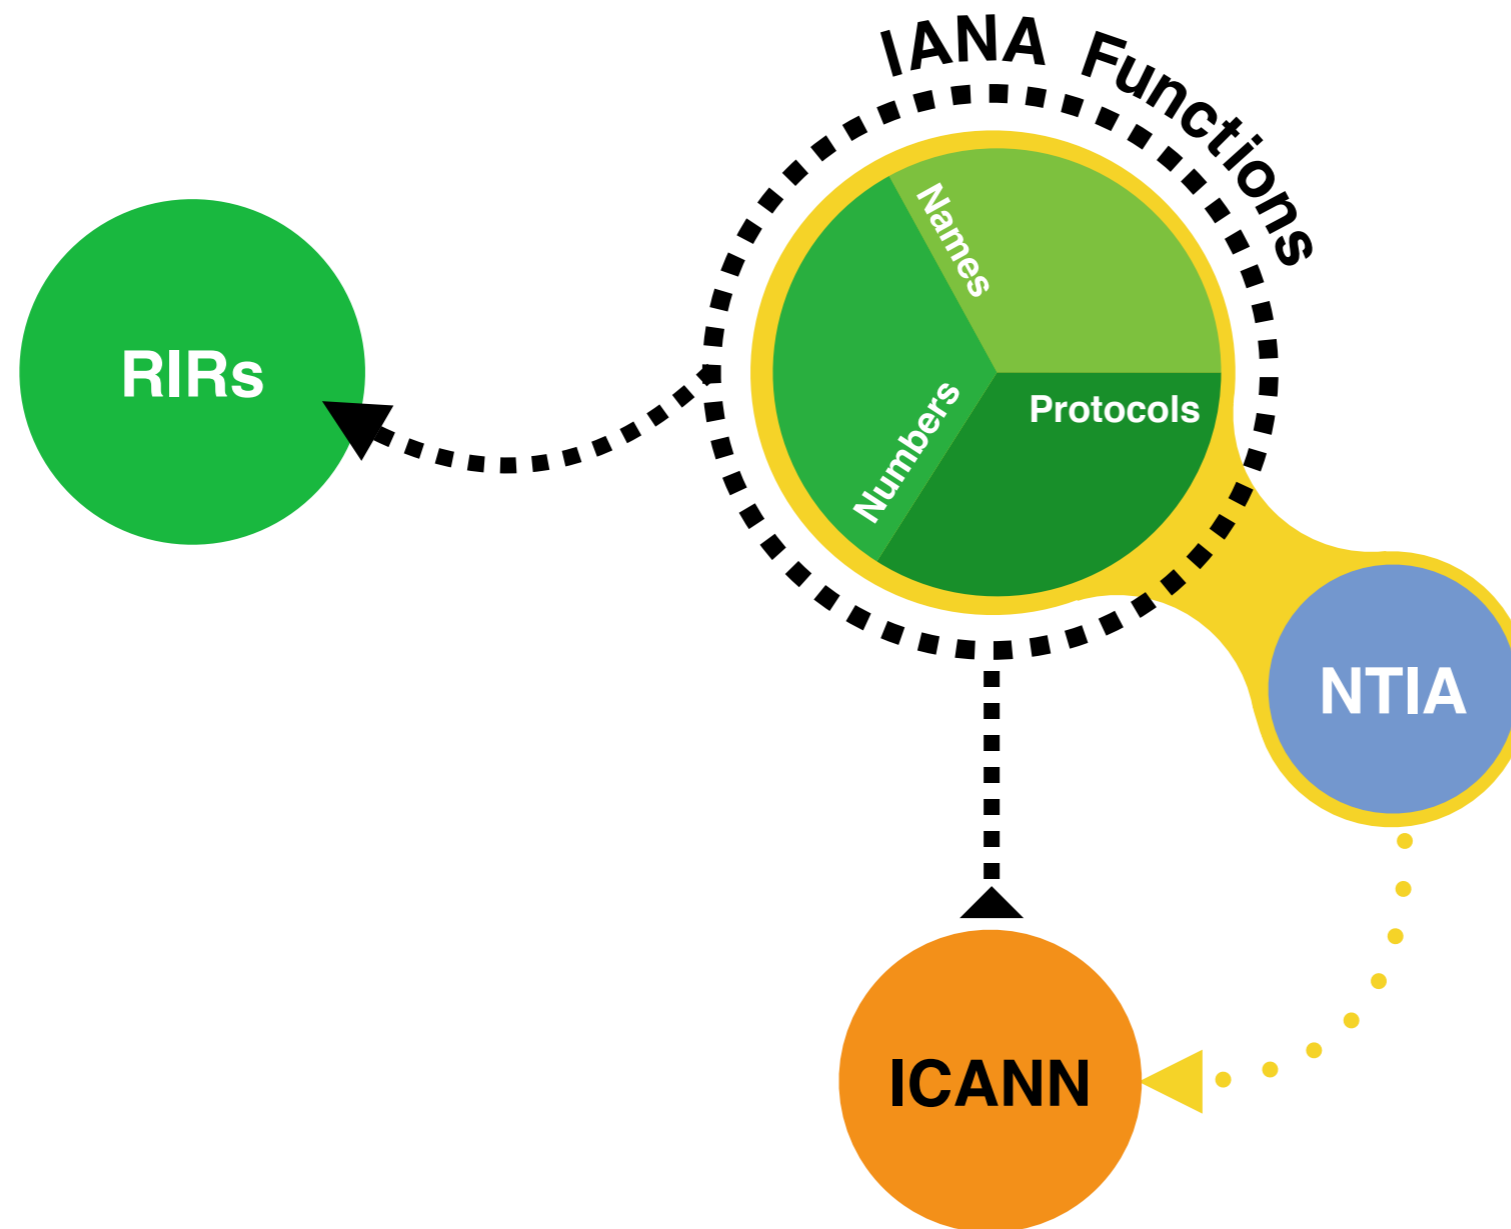 IANA Functions
Names
RIRs
Numbers
Protocols
NTIA
ICANN